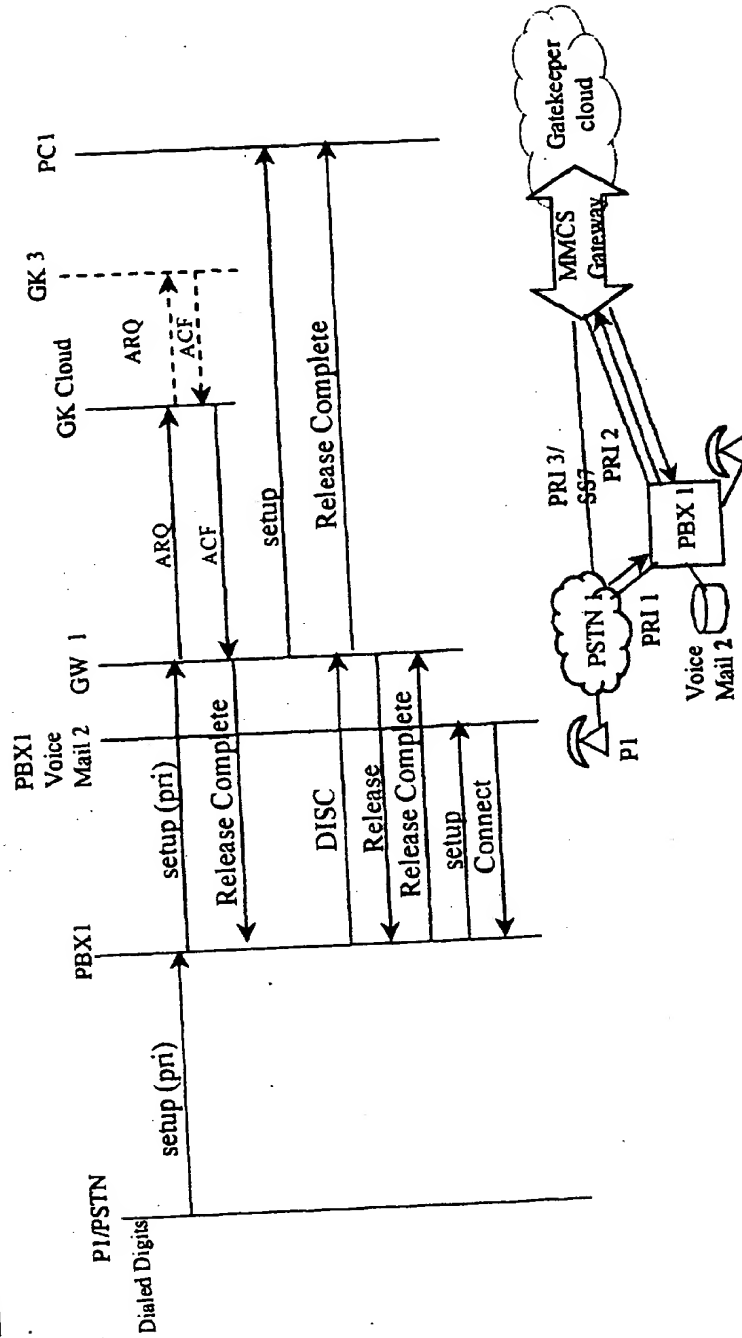 P1/PSTN
Dialed Digits
setup (pri)
PBX1
setup (pri)
Release Complete
DISC
Release
Release Complete
setup
Connect
PBX1
Voice
Mail 2
GW 1
ARQ
ACF
setup
Release Complete
GK Cloud
ARQ
ACF
GK 3
PC1
P1
PSTN 1
PRI 1
Voice
Mail 2
PBX 1
PRI 3/
SS7
PRI 2
MMCS
Gateway
Gatekeeper
cloud